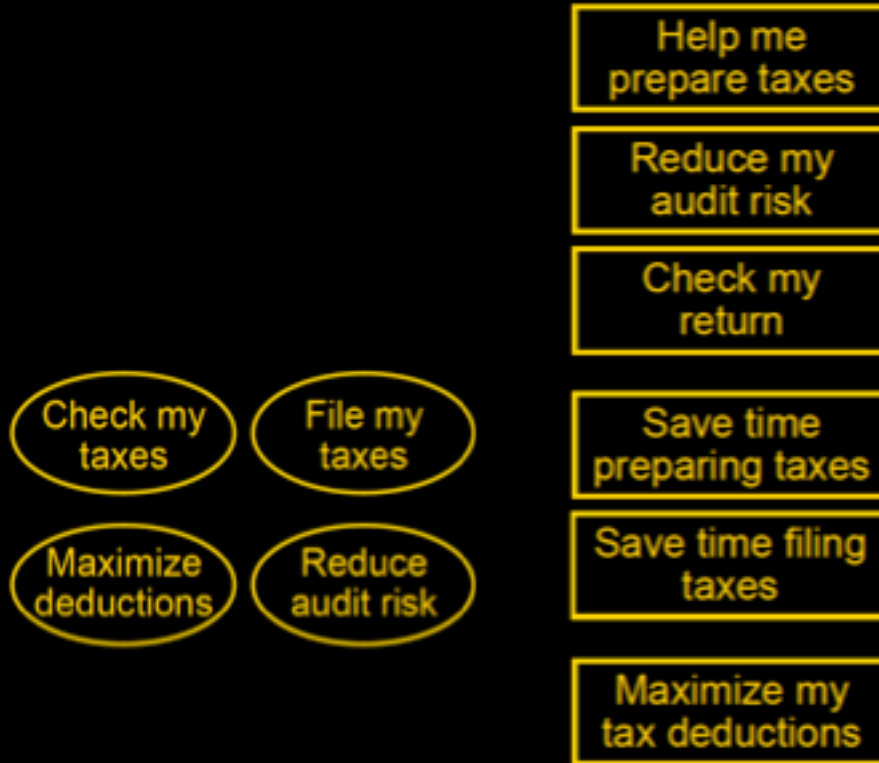 Help me
prepare taxes
Reduce my
audit risk
Check my
return
Check my
taxes
File my
taxes
Save time
preparing taxes
Maximize
deductions
Reduce
audit risk
Save time filing
taxes
Maximize my
tax deductions